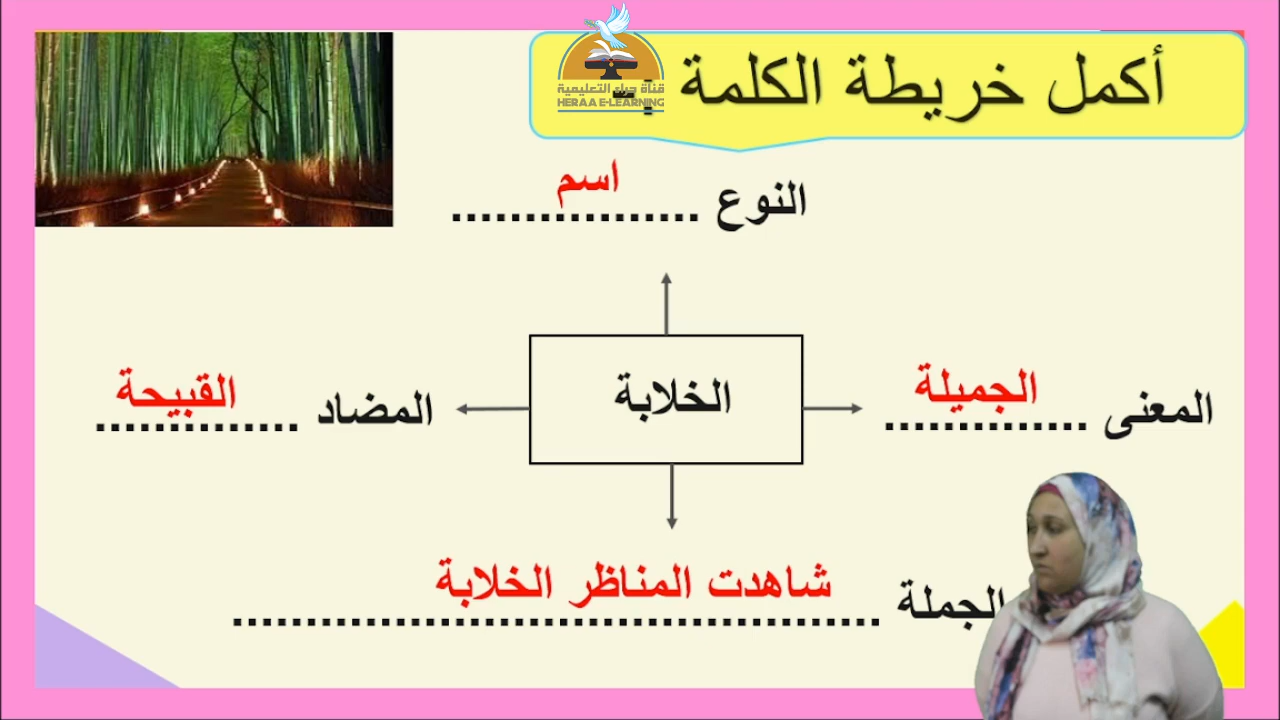 أكمل خريطة الكلمة :-
قناة حراء التعليمية
HERAA E-LEARNING
اسم
النوع .................
الخلابة
الجميلة
المعنى ..............
القبيحة
المضاد ..............
شاهدت المناظر الخلابة
الجملة ............................................